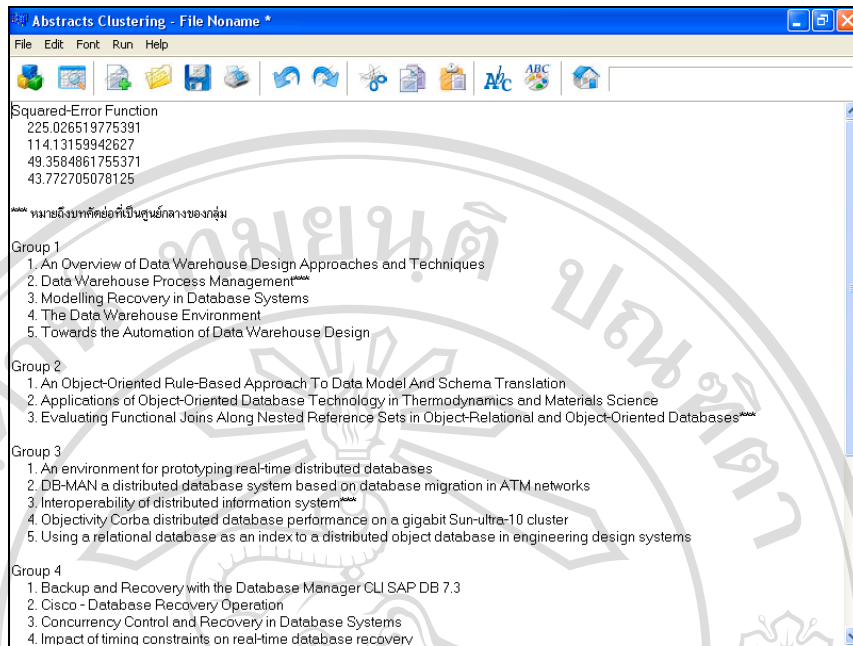 Abstracts Clustering - File Noname *
File Edit Font Run Help
Abc ABC
Squared-Error Function
225.026519775391
114.13159942627
49.3584861755371
43.772705078125
*** หมายถึงบทคัดย่อที่เป็นศูนย์กลางของกลุ่ม
Group 1
1. An Overview of Data Warehouse Design Approaches and Techniques
2. Data Warehouse Process Management***
3. Modelling Recovery in Database Systems
4. The Data Warehouse Environment
5. Towards the Automation of Data Warehouse Design
Group 2
1. An Object-Oriented Rule-Based Approach To Data Model And Schema Translation
2. Applications of Object-Oriented Database Technology in Thermodynamics and Materials Science
3. Evaluating Functional Joins Along Nested Reference Sets in Object-Relational and Object-Oriented Databases***
Group 3
1. An environment for prototyping real-time distributed databases
2. DB-MAN a distributed database system based on database migration in ATM networks
3. Interoperability of distributed information system***
4. Objectivity Corba distributed database performance on a gigabit Sun-ultra-10 cluster
5. Using a relational database as an index to a distributed object database in engineering design systems
Group 4
1. Backup and Recovery with the Database Manager CLI SAP DB 7.3
2. Cisco - Database Recovery Operation
3. Concurrency Control and Recovery in Database Systems
4. Impact of timing constraints on real-time database recovery